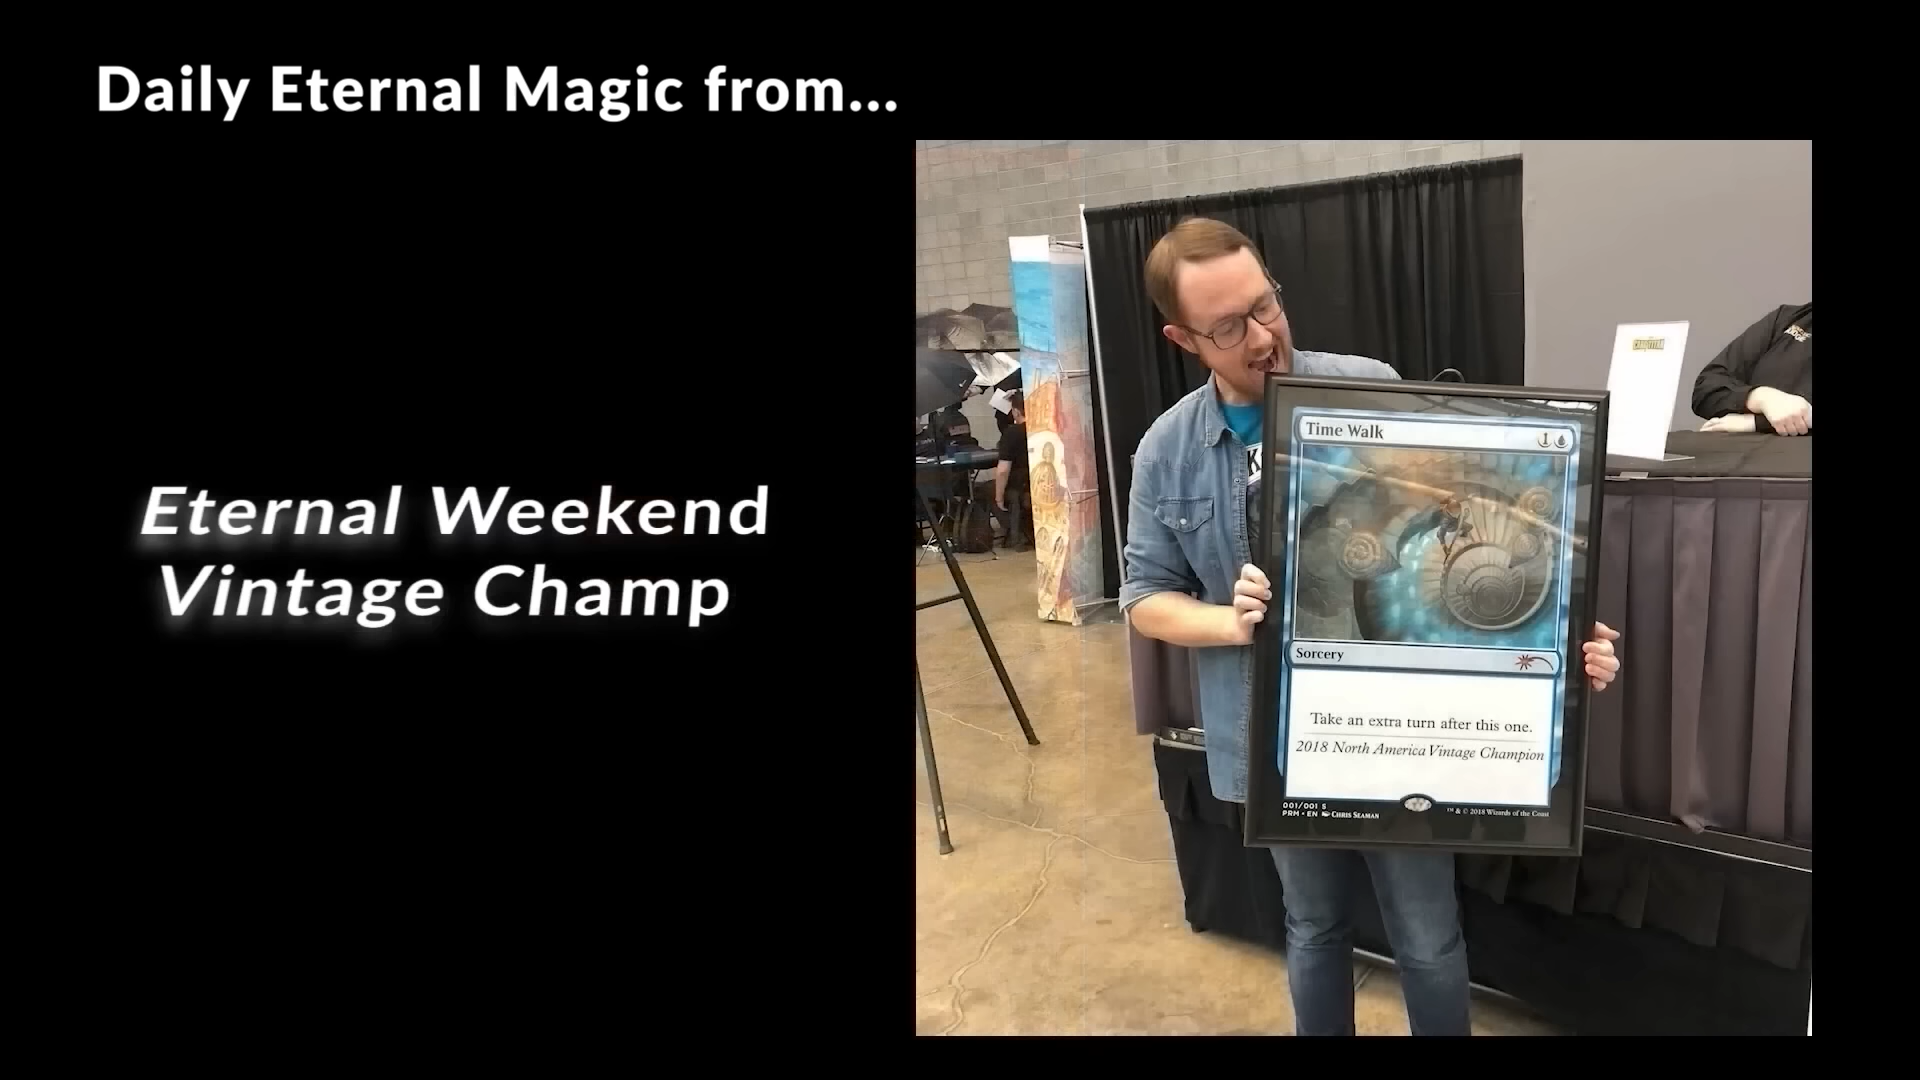 Daily Eternal Magic from...
Eternal Weekend
Vintage Champ
Time Walk 1
Sorcery
Take an extra turn after this one.
2018 North America Vintage Champion
001/001 S
PRM • EN Chris Seaman
™ & © 2018 Wizards of the Coast